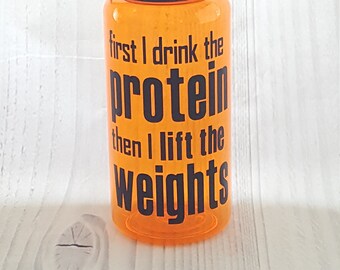 first I drink the
protein
then I lift the
weights